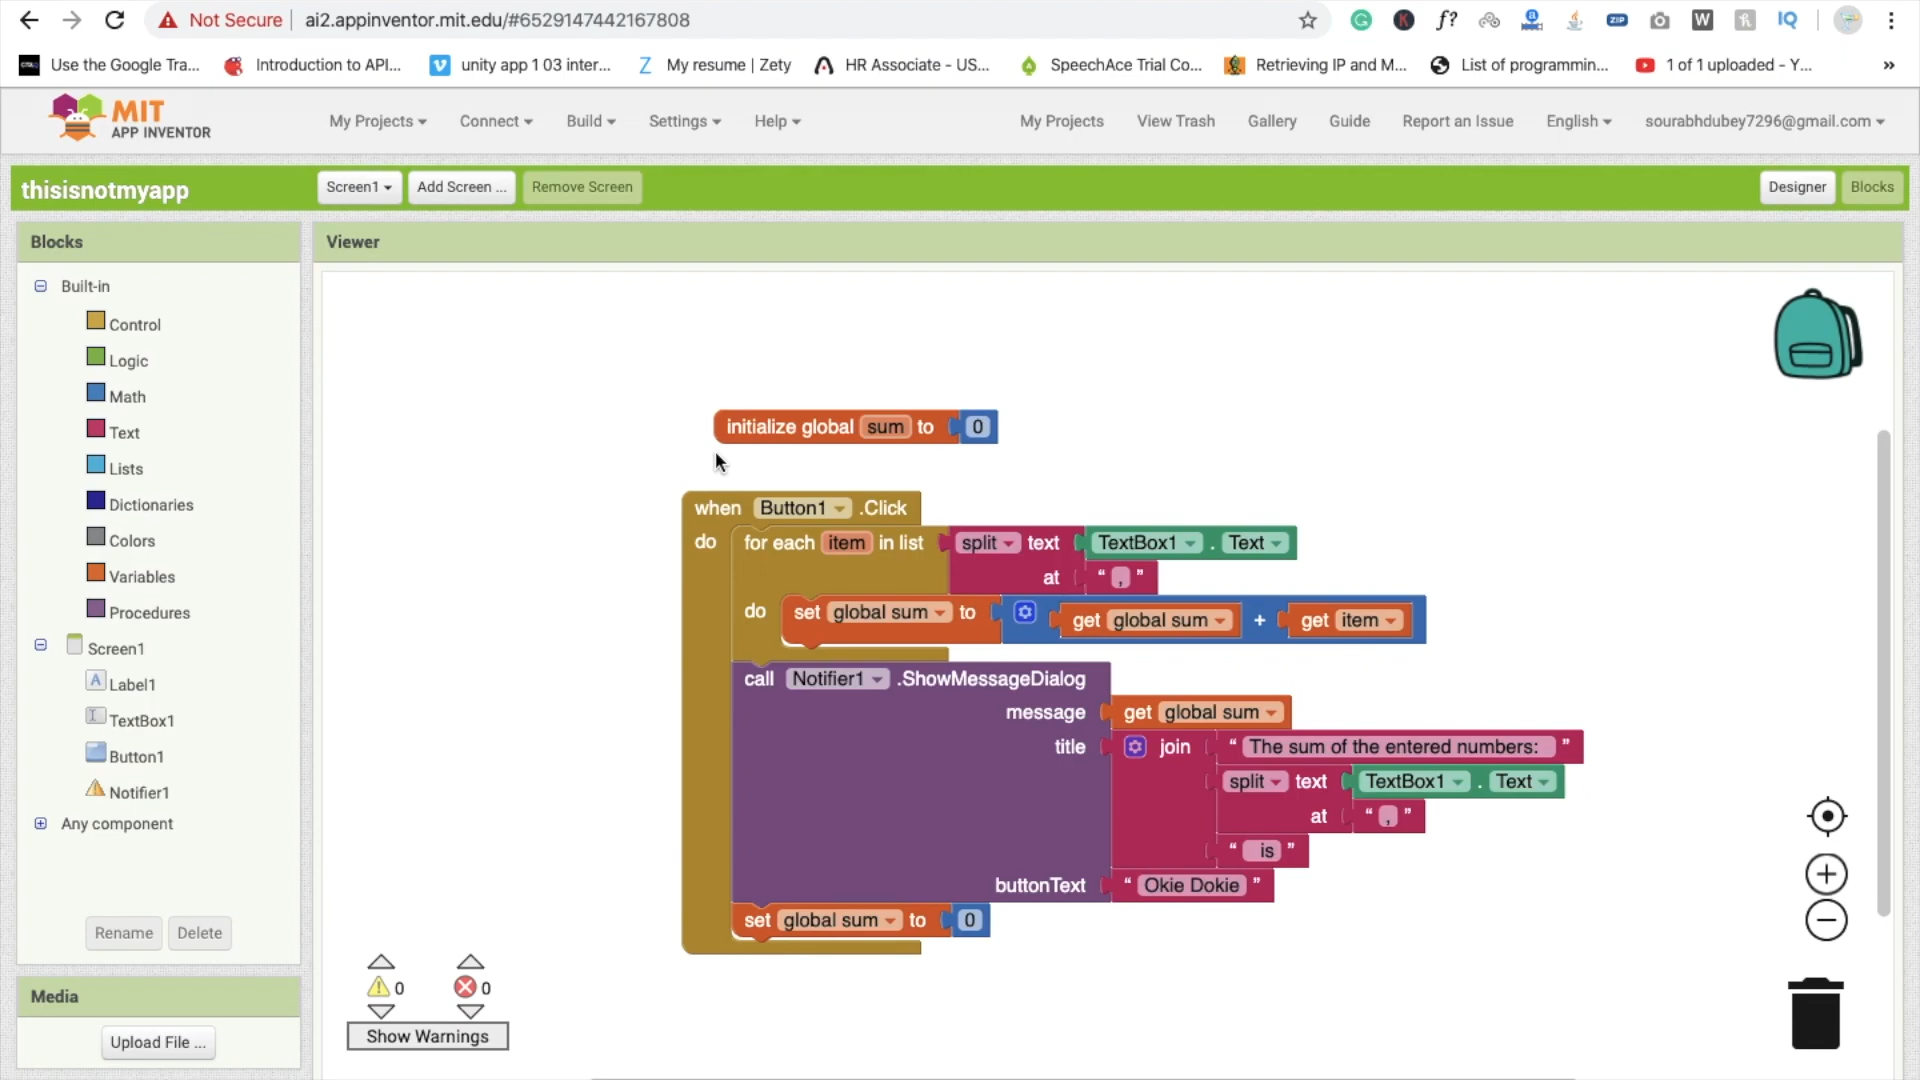 Not Secure ai2.appinventor.mit.edu/#6529147442167808
Use the Google Tra... Introduction to API... unity app 1 03 inter... My resume | Zety HR Associate - US... SpeechAce Trial Co... Retrieving IP and M... List of programmin... 1 of 1 uploaded - Y... »
MIT
APP INVENTOR
My Projects Connect Build Settings Help My Projects View Trash Gallery Guide Report an Issue English sourabhdubey7296@gmail.com
thisisnotmyapp Screen1 Add Screen ... Remove Screen Designer Blocks
Blocks
Viewer
Built-in
Control
Logic
Math
Text
Lists
Dictionaries
Colors
Variables
Procedures
Screen1
Label1
TextBox1
Button1
Notifier1
Any component
Rename Delete
Media
Upload File ...
initialize global sum to 0
when Button1 .Click
do for each item in list split text TextBox1 . Text
at " , "
do set global sum to get global sum + get item
call Notifier1 .ShowMessageDialog
message get global sum
title join " The sum of the entered numbers: "
split text TextBox1 . Text
at " , "
" is "
buttonText " Okie Dokie "
set global sum to 0
0 0
Show Warnings